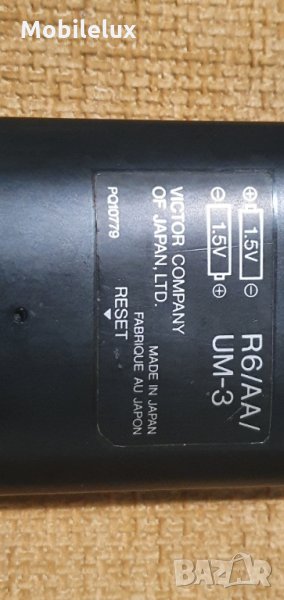 Mobilelux
R6/AA/
UM-3
⊕ 1.5V ⊖
⊖ 1.5V ⊕
VICTOR COMPANY
OF JAPAN, LTD.
MADE IN JAPAN
FABRIQUE AU JAPON
PQ10779
RESET
BAZAR